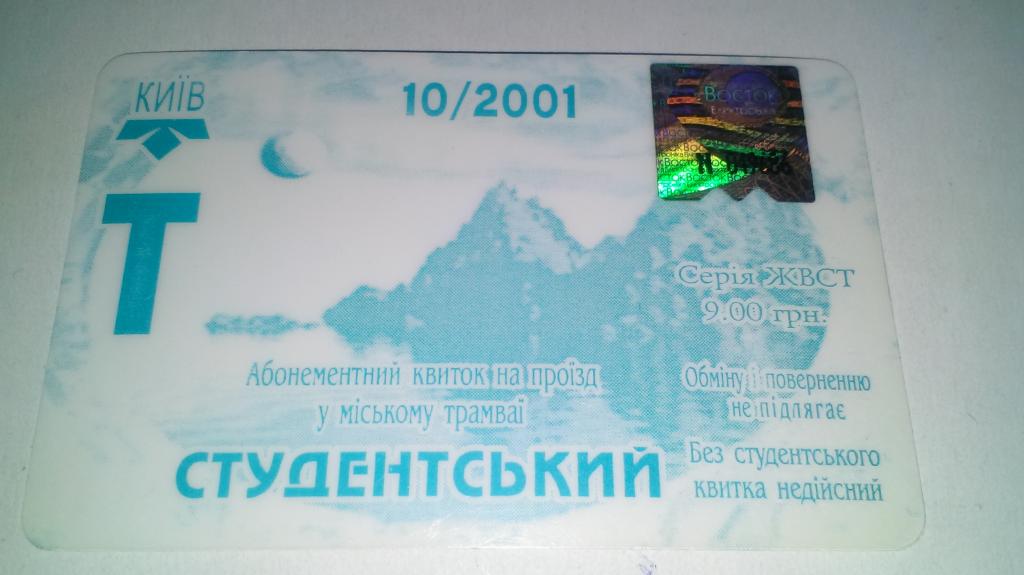 КИЇВ
10/2001
ВОСТОК
Т
Серія ЖВСТ
9.00 грн.
Абонементний квиток на проїзд
у міському трамваї
Обміну і поверненню
не підлягає
СТУДЕНТСЬКИЙ
Без студентського
квитка недійсний